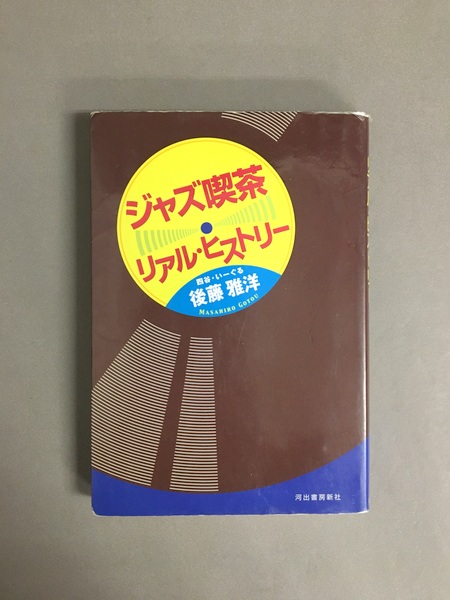 ジャズ喫茶
リアル・ヒストリー
四谷・いーぐる
後藤 雅洋
MASAHIRO GOTOU
河出書房新社